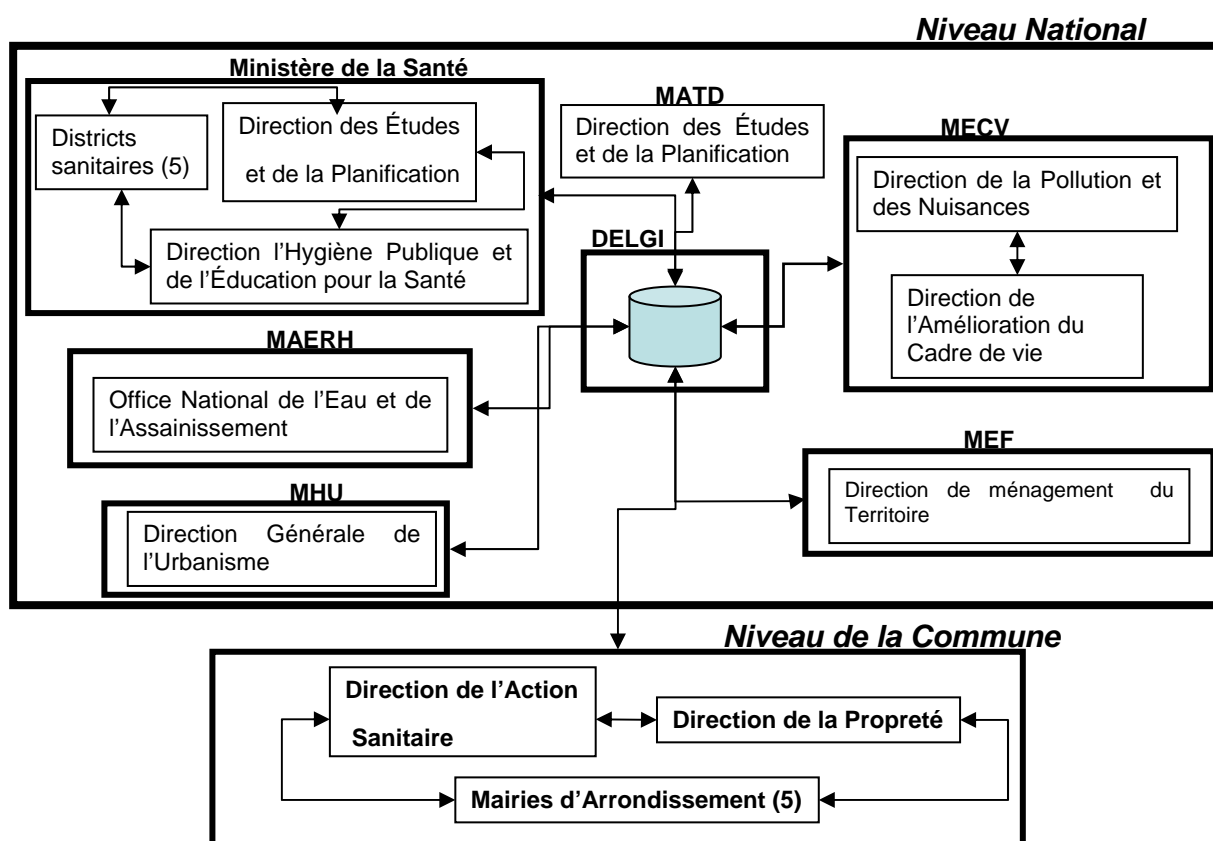 Niveau National
Ministère de la Santé
Districts
sanitaires (5)
Direction des Études
et de la Planification
Direction l’Hygiène Publique et
de l’Éducation pour la Santé
MATD
Direction des Études
et de la Planification
MECV
Direction de la Pollution et
des Nuisances
Direction de
l’Amélioration du
Cadre de vie
DELGI
MAERH
Office National de l’Eau et de
l’Assainissement
MEF
Direction de ménagement du
Territoire
MHU
Direction Générale de
l’Urbanisme
Niveau de la Commune
Direction de l’Action
Sanitaire
Direction de la Propreté
Mairies d’Arrondissement (5)